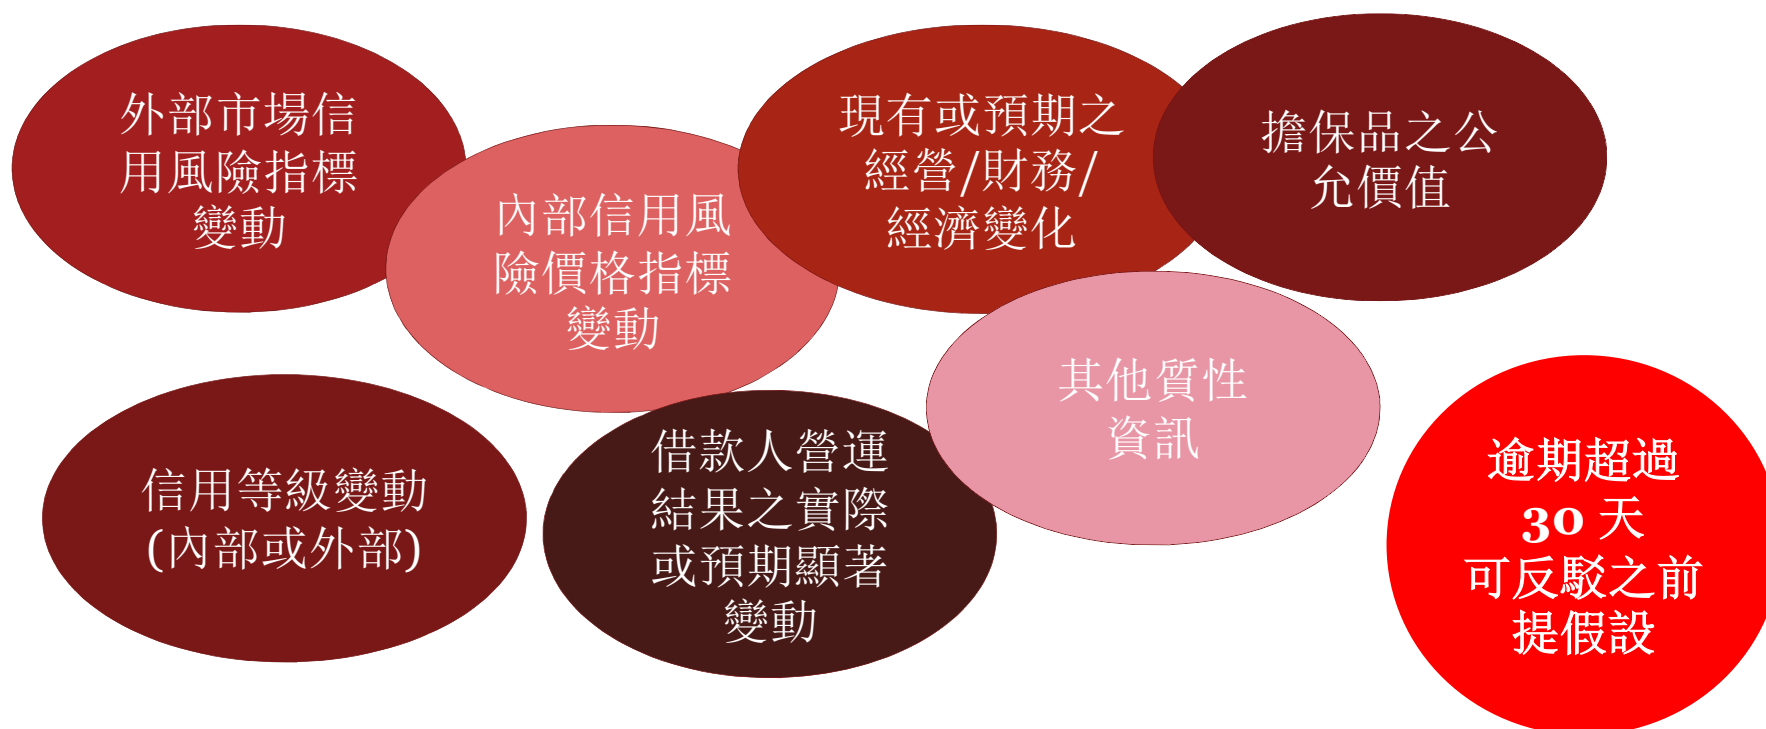 外部市場信
用風險指標
變動
內部信用風
險價格指標
變動
現有或預期之
經營/財務/
經濟變化
擔保品之公
允價值
信用等級變動
(內部或外部)
借款人營運
結果之實際
或預期顯著
變動
其他質性
資訊
逾期超過
30 天
可反駁之前
提假設